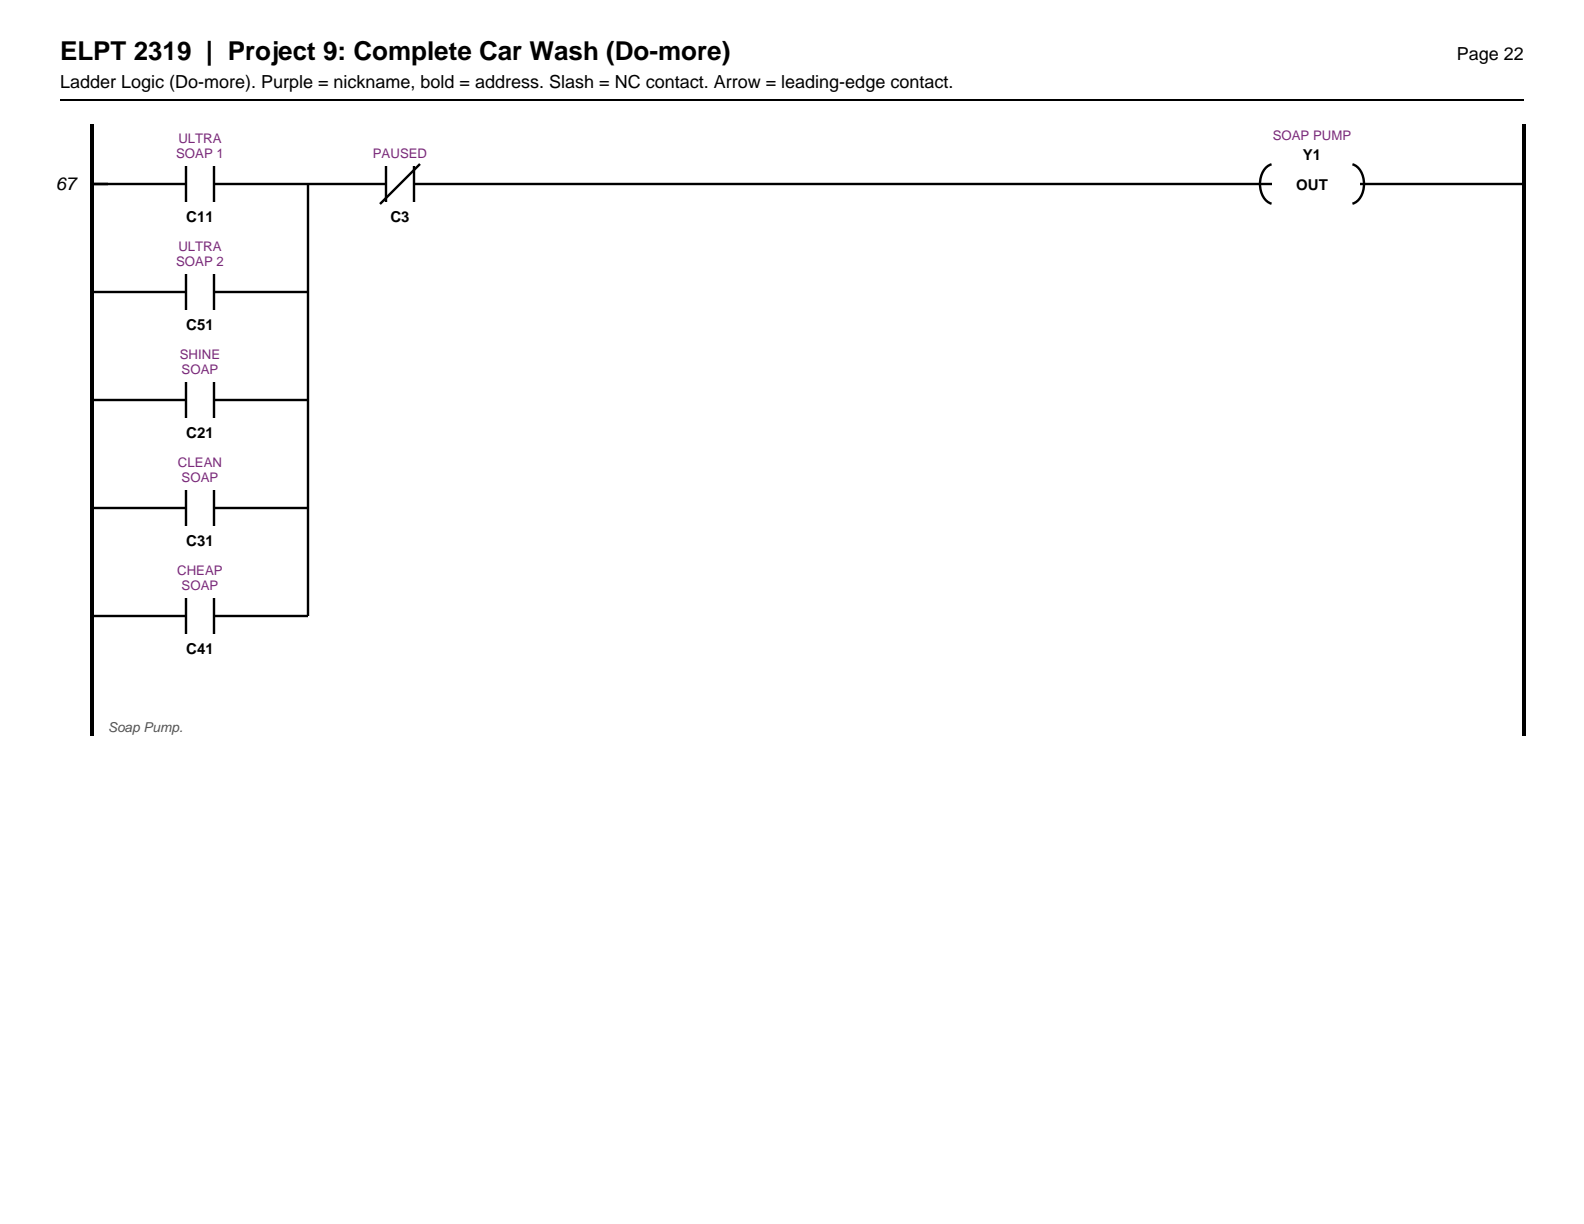 ELPT 2319 | Project 9: Complete Car Wash (Do-more)
Page 22
Ladder Logic (Do-more). Purple = nickname, bold = address. Slash = NC contact. Arrow = leading-edge contact.
67
ULTRA
SOAP 1
C11
PAUSED
C3
SOAP PUMP
Y1
OUT
ULTRA
SOAP 2
C51
SHINE
SOAP
C21
CLEAN
SOAP
C31
CHEAP
SOAP
C41
Soap Pump.